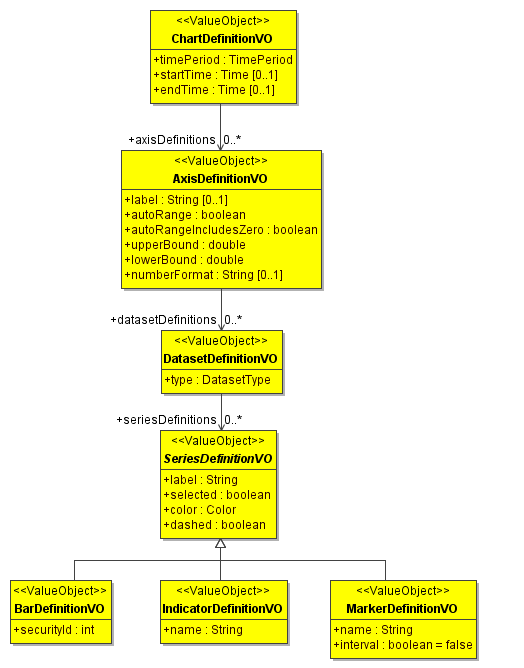 <<ValueObject>>
ChartDefinitionVO
+timePeriod : TimePeriod
+startTime : Time [0..1]
+endTime : Time [0..1]
+axisDefinitions 0..*
<<ValueObject>>
AxisDefinitionVO
+label : String [0..1]
+autoRange : boolean
+autoRangeIncludesZero : boolean
+upperBound : double
+lowerBound : double
+numberFormat : String [0..1]
+datasetDefinitions 0..*
<<ValueObject>>
DatasetDefinitionVO
+type : DatasetType
+seriesDefinitions 0..*
<<ValueObject>>
SeriesDefinitionVO
+label : String
+selected : boolean
+color : Color
+dashed : boolean
<<ValueObject>>
BarDefinitionVO
+securityId : int
<<ValueObject>>
IndicatorDefinitionVO
+name : String
<<ValueObject>>
MarkerDefinitionVO
+name : String
+interval : boolean = false